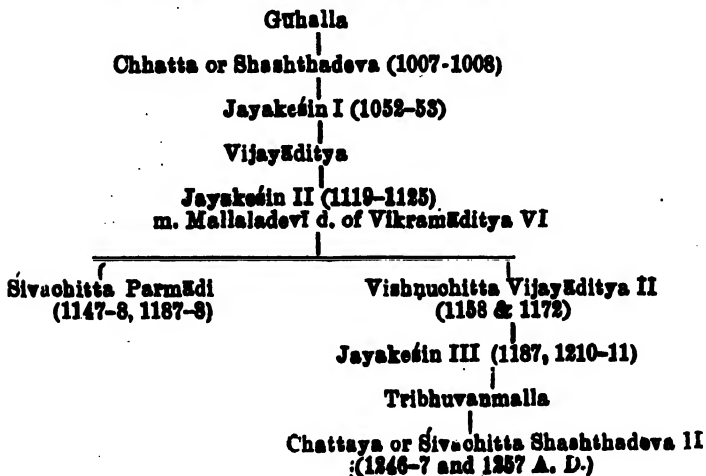 Gūhalla
Chhatta or Shashthadeva (1007-1008)
Jayakeśin I (1052-53)
Vijayāditya
Jayakeśin II (1119-1125)
m. Mallaladevī d. of Vikramāditya VI
Śivachitta Parmādi
(1147-8, 1187-8)
Vishṇuchitta Vijayāditya II
(1158 & 1172)
Jayakeśin III (1187, 1210-11)
Tribhuvanmalla
Chattaya or Śivachitta Shashthadeva II
(1246-7 and 1257 A. D.)